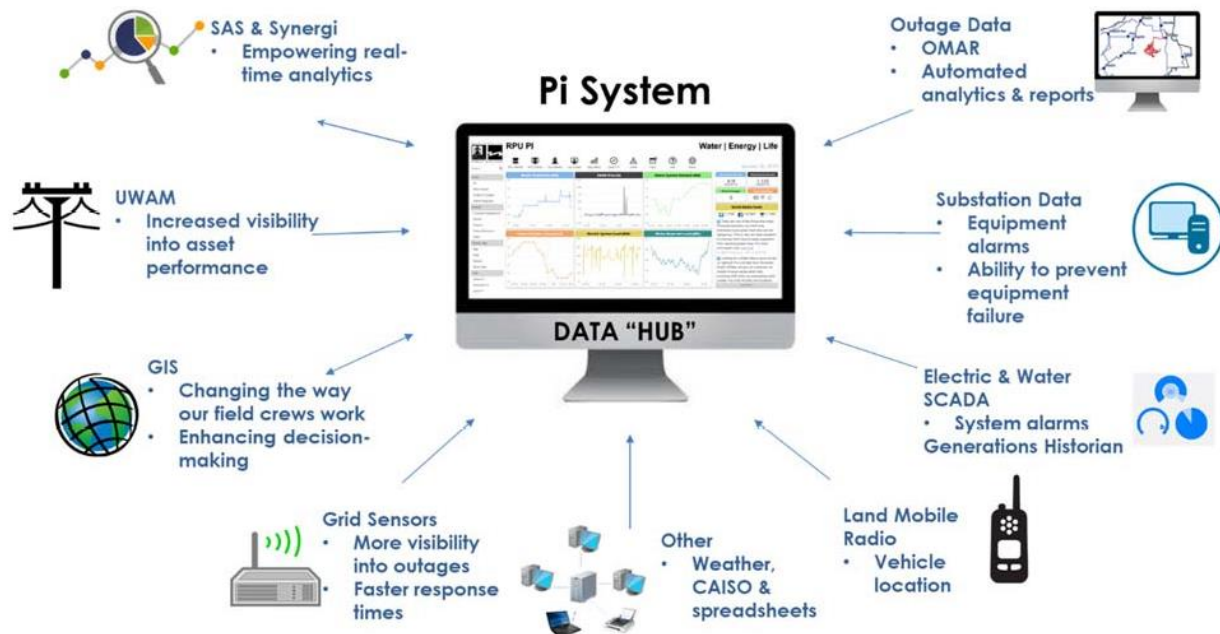 SAS & Synergi
• Empowering real-
time analytics
Outage Data
• OMAR
• Automated
analytics & reports
Pi System
RPU PI
Water | Energy | Life
DATA “HUB”
UWAM
• Increased visibility
into asset
performance
Substation Data
• Equipment
alarms
• Ability to prevent
equipment
failure
GIS
• Changing the way
our field crews work
• Enhancing decision-
making
Electric & Water
SCADA
• System alarms
Generations Historian
Grid Sensors
• More visibility
into outages
• Faster response
times
Other
• Weather,
CAISO &
spreadsheets
Land Mobile
Radio
• Vehicle
location